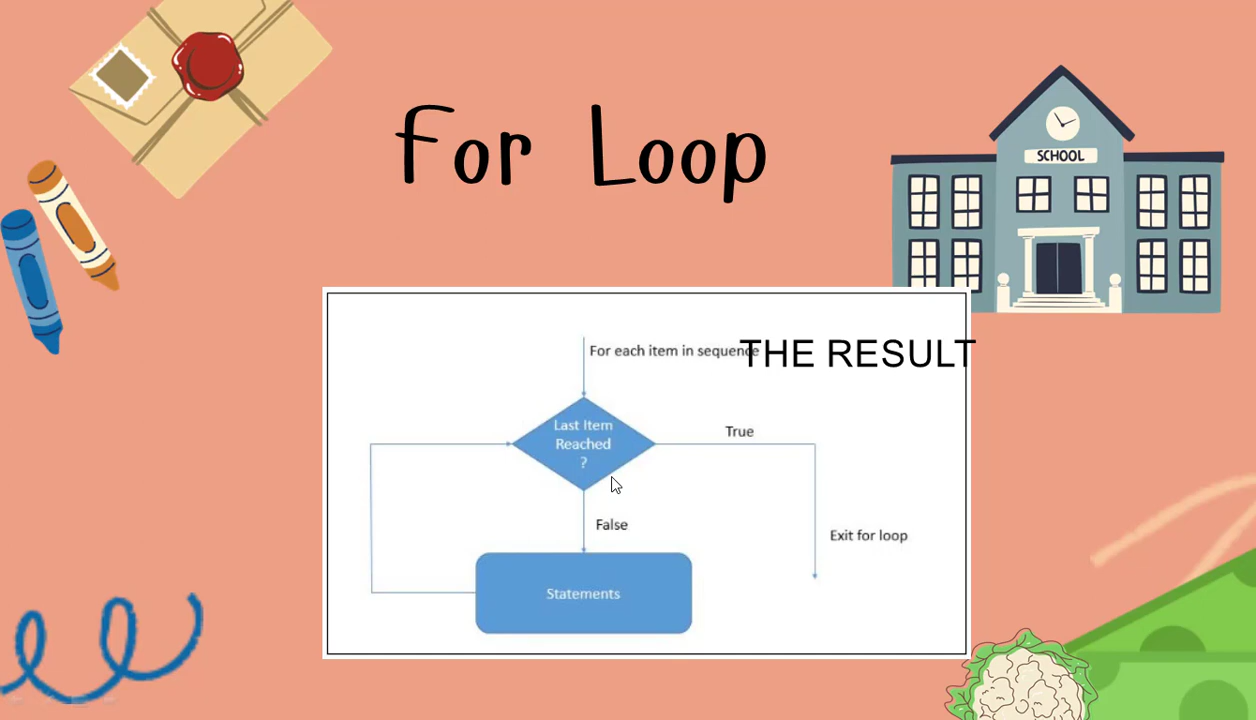 For Loop
SCHOOL
For each item in sequence
THE RESULT
Last Item
Reached
?
True
False
Exit for loop
Statements